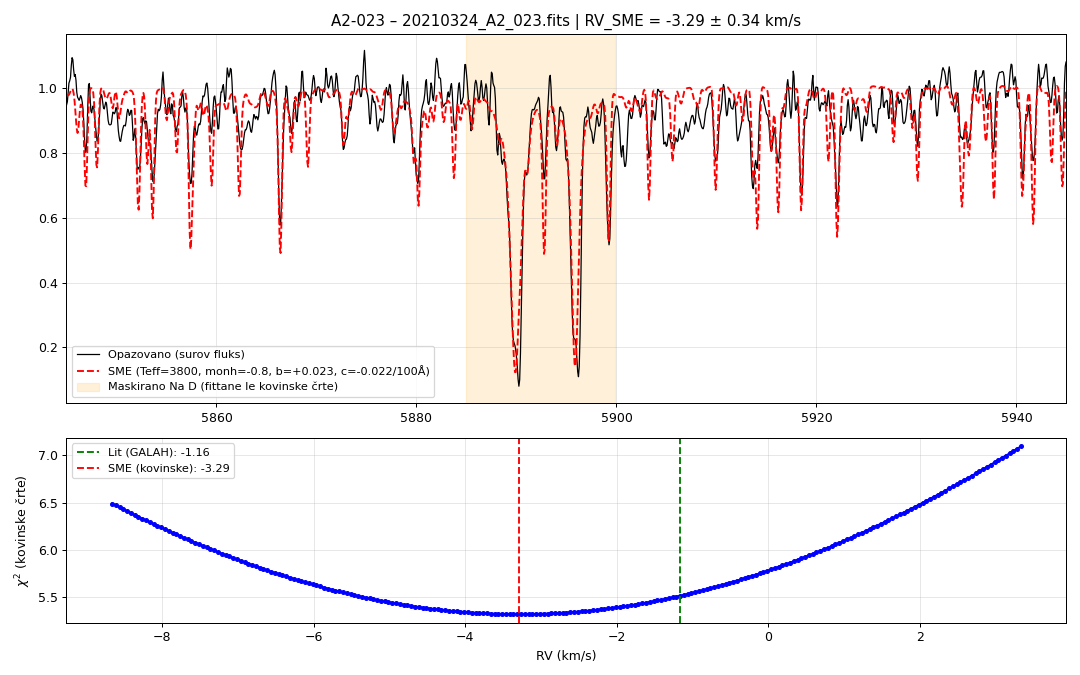 A2-023 – 20210324_A2_023.fits | RV_SME = -3.29 ± 0.34 km/s
1.0
0.8
0.6
0.4
0.2
Opazovano (surov fluks)
SME (Teff=3800, monh=-0.8, b=+0.023, c=-0.022/100Å)
Maskirano Na D (fittane le kovinske črte)
5860 5880 5900 5920 5940
7.0
6.5
6.0
5.5
χ² (kovinske črte)
Lit (GALAH): -1.16
SME (kovinske): -3.29
−8 −6 −4 −2 0 2
RV (km/s)